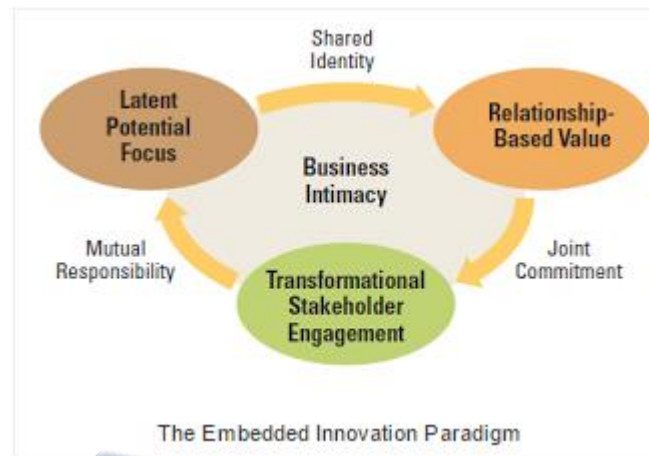 Shared
Identity
Latent
Potential
Focus
Relationship-
Based Value
Business
Intimacy
Mutual
Responsibility
Joint
Commitment
Transformational
Stakeholder
Engagement
The Embedded Innovation Paradigm